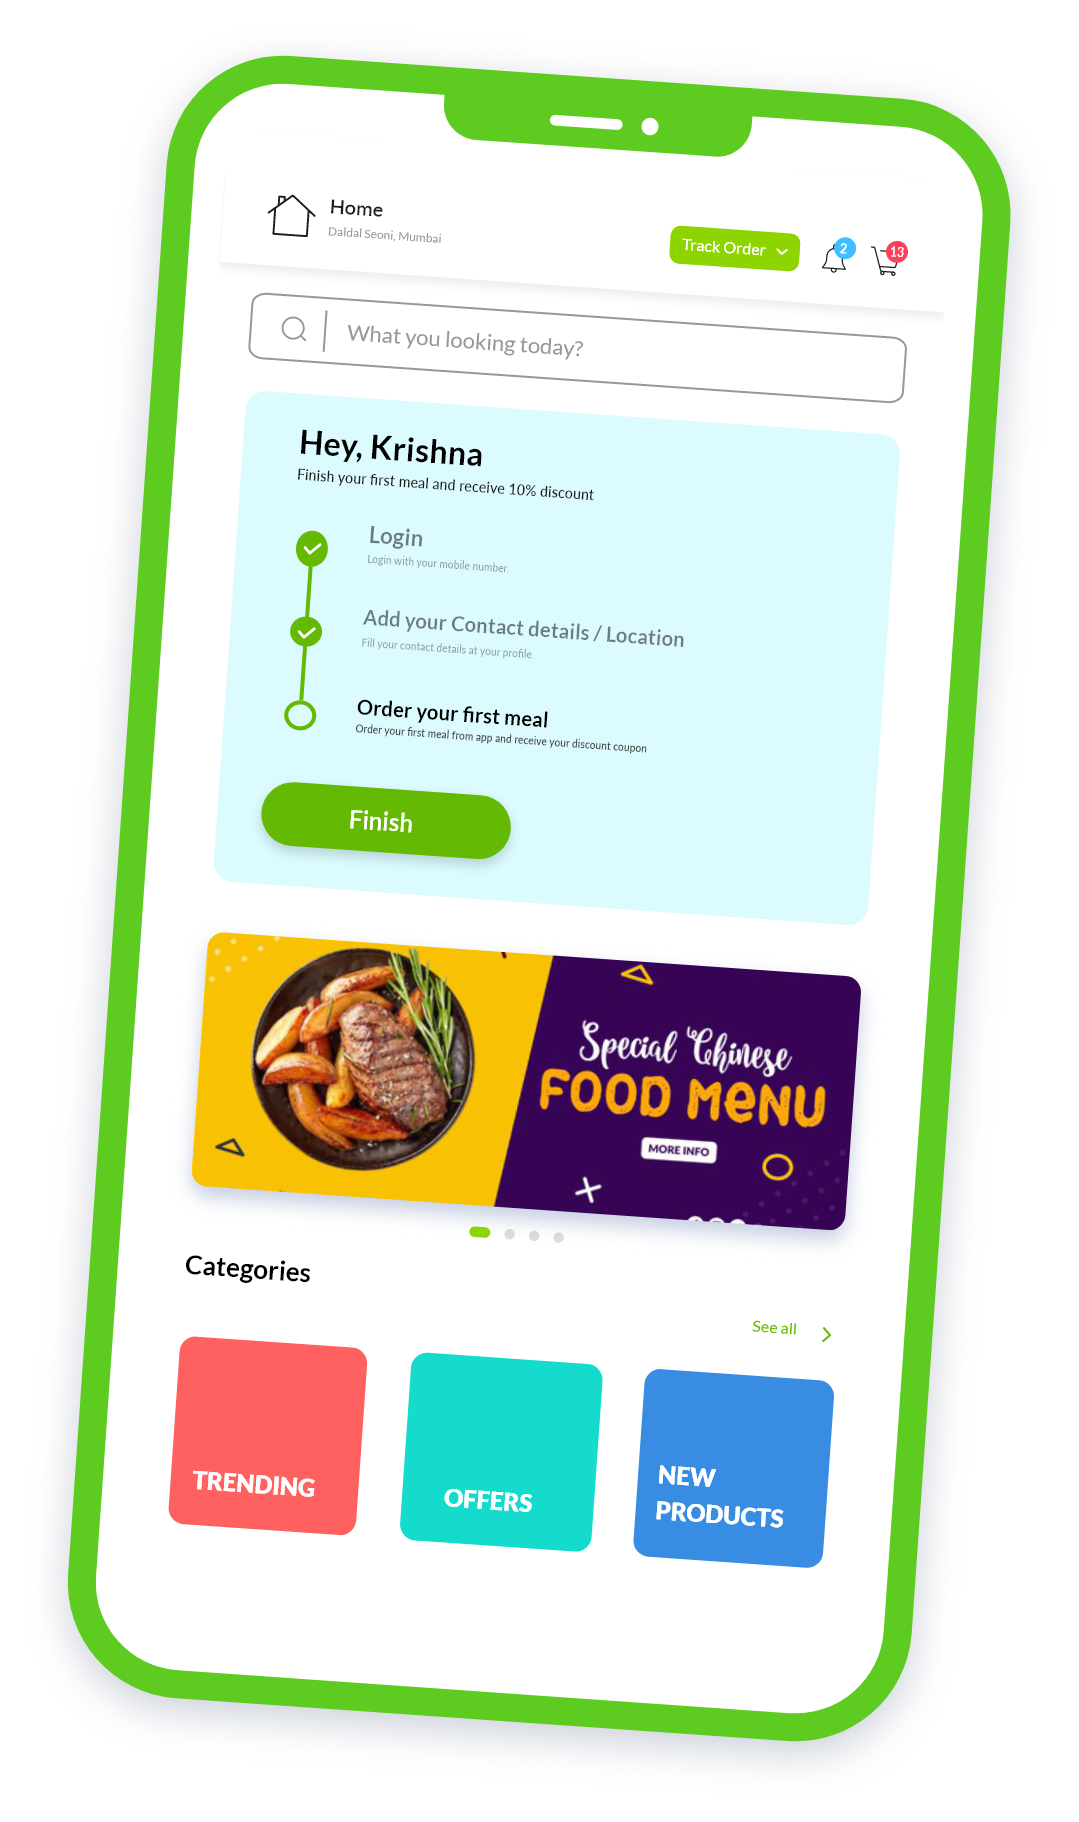 Home
Daldal Seoni, Mumbai
Track Order
2
13
What you looking today?
Hey, Krishna
Finish your first meal and receive 10% discount
Login
Login with your mobile number.
Add your Contact details / Location
Fill your contact details at your profile.
Order your first meal
Order your first meal from app and receive your discount coupon
Finish
Special Chinese
FOOD MeNU
MORE INFO
Categories
See all
TRENDING
OFFERS
NEW
PRODUCTS